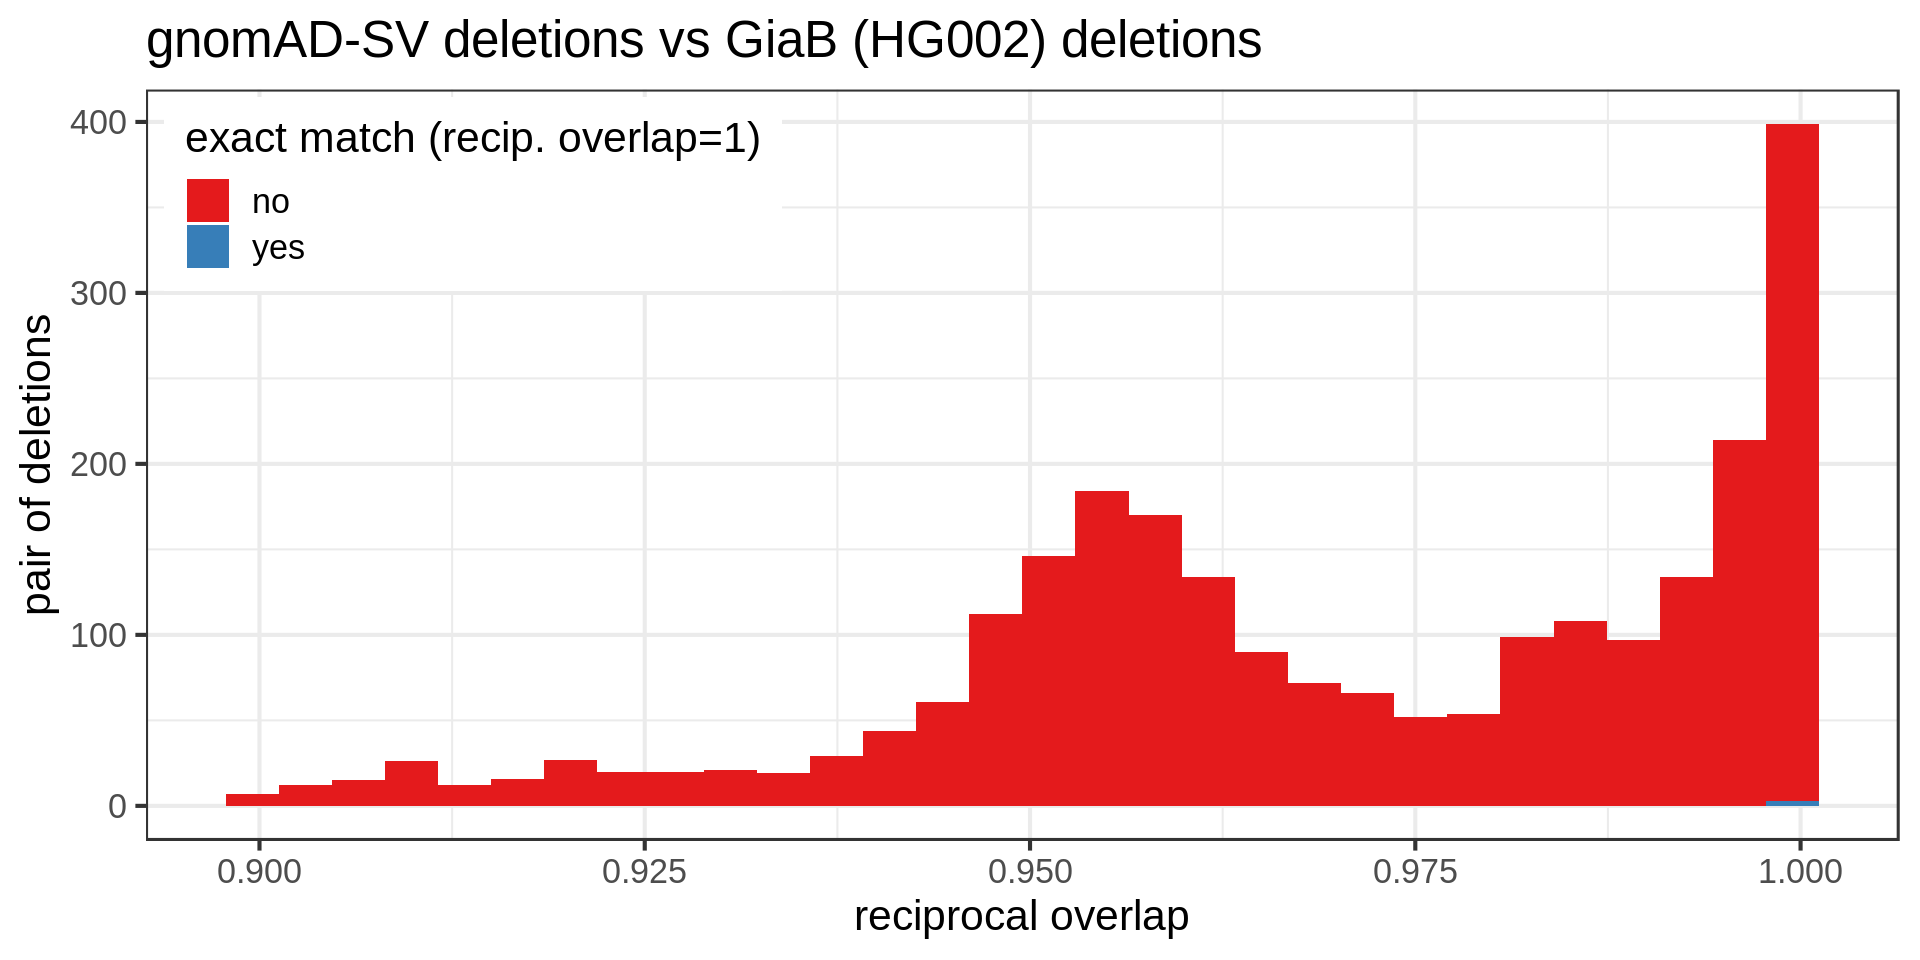 gnomAD-SV deletions vs GiaB (HG002) deletions
exact match (recip. overlap=1)
no
yes
pair of deletions
400
300
200
100
0
0.900 0.925 0.950 0.975 1.000
reciprocal overlap